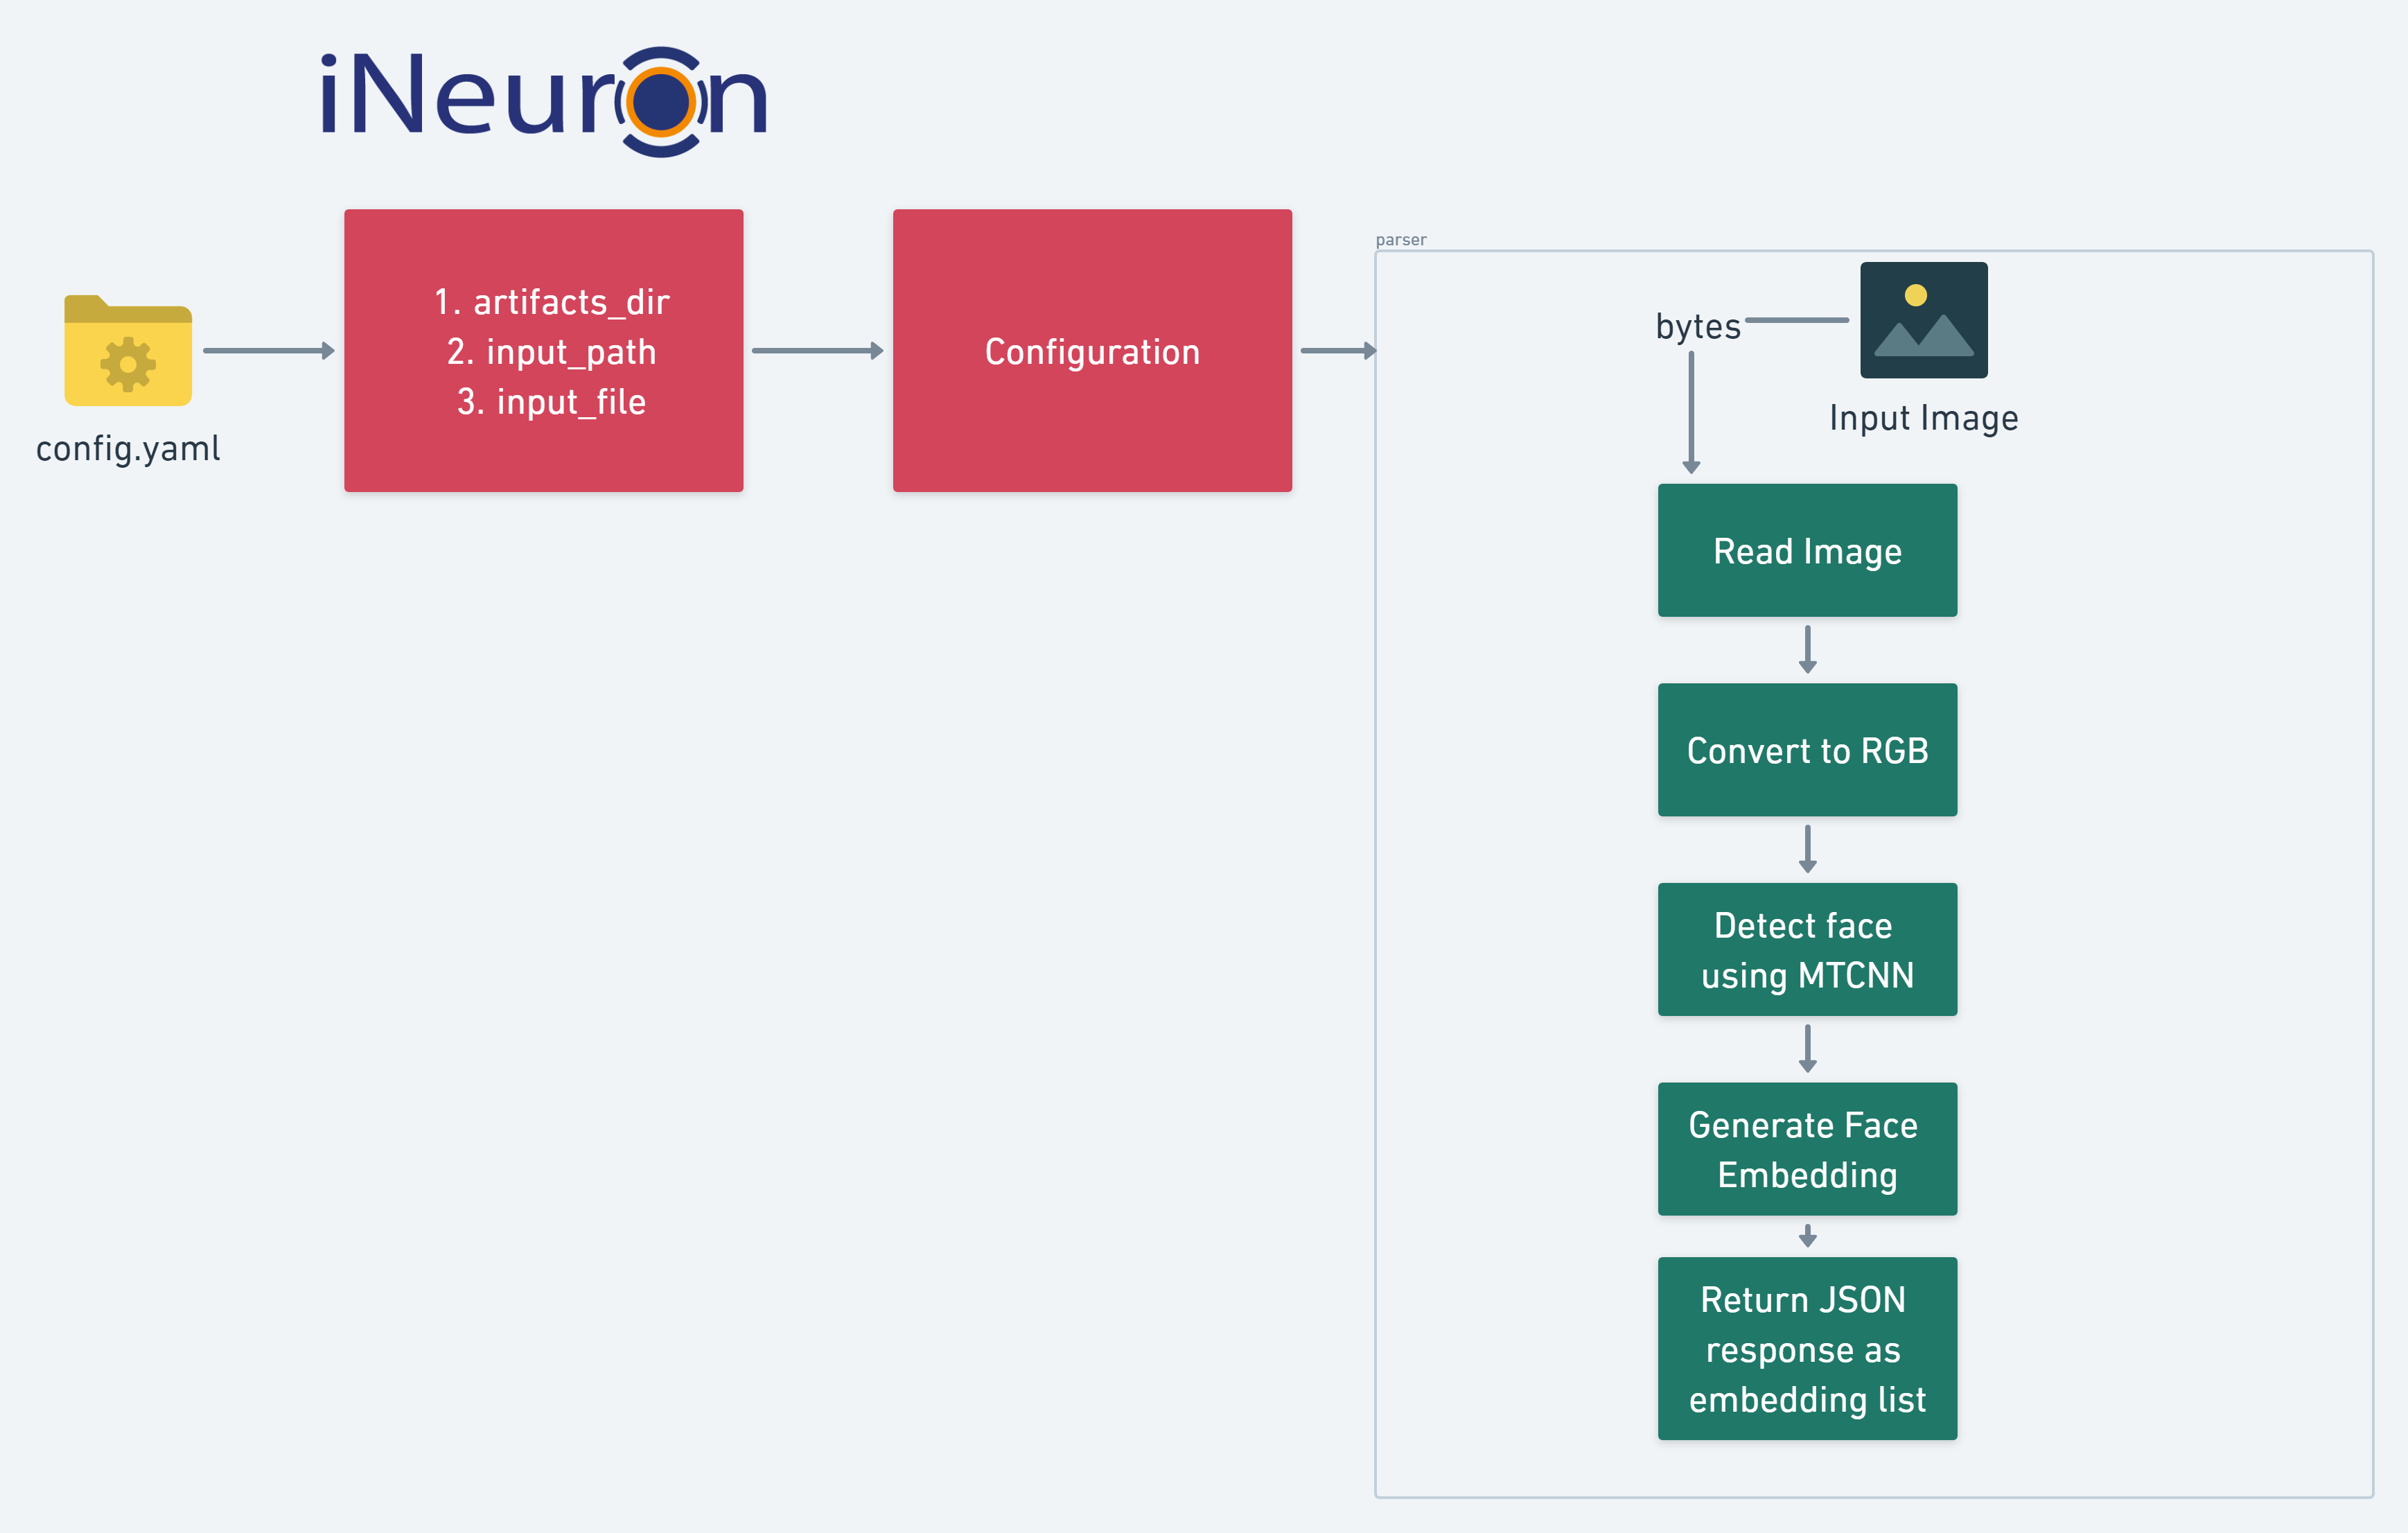 iNeuron
config.yaml
1. artifacts_dir
2. input_path
3. input_file
Configuration
parser
bytes
Input Image
Read Image
Convert to RGB
Detect face
using MTCNN
Generate Face
Embedding
Return JSON
response as
embedding list